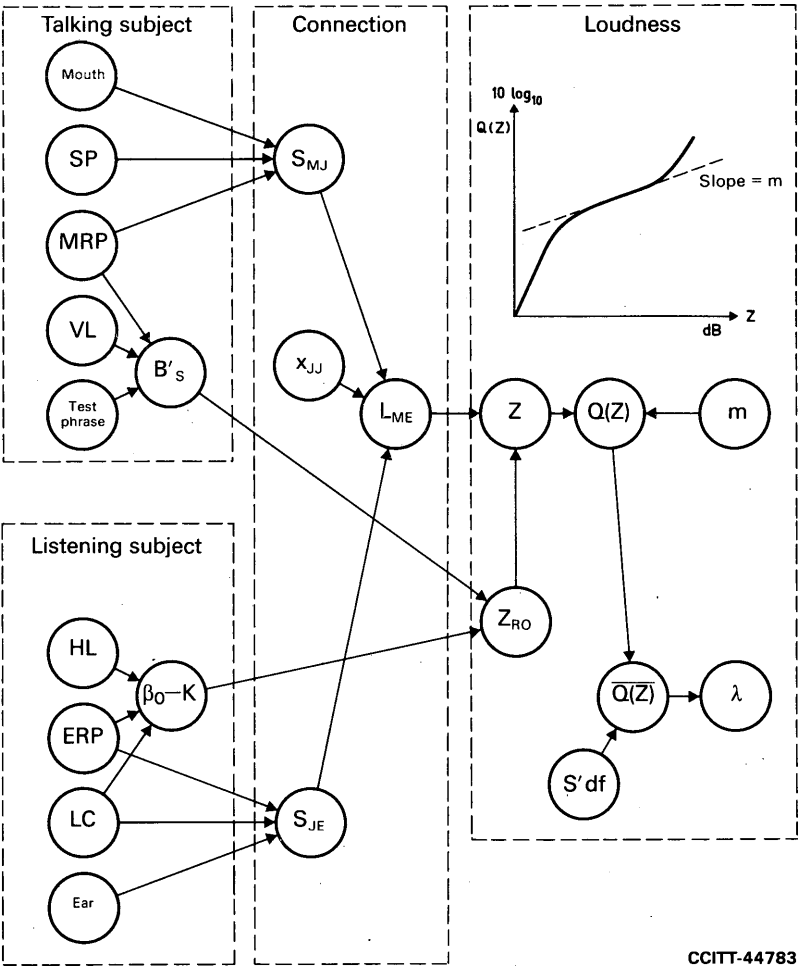 Talking subject
Mouth
SP
MRP
VL
Test
phrase
B′S
Connection
SMJ
xJJ
LME
Loudness
10 log10
Q(Z)
Slope = m
dB
Z
Z
Q(Z)
m
ZRO
Q(Z)
λ
S′df
Listening subject
HL
ERP
LC
Ear
β0—K
SJE
CCITT-44783